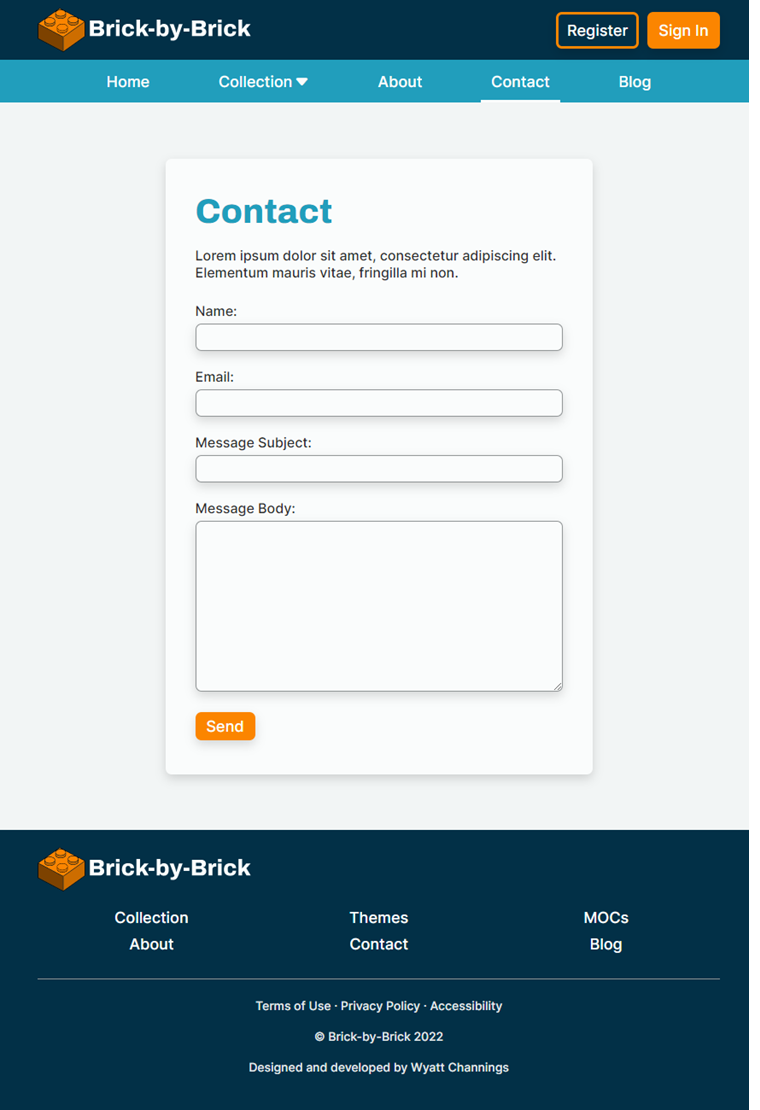 Brick-by-Brick
Register
Sign In
Home
Collection
About
Contact
Blog
Contact
Lorem ipsum dolor sit amet, consectetur adipiscing elit.
Elementum mauris vitae, fringilla mi non.
Name:
Email:
Message Subject:
Message Body:
Send
Brick-by-Brick
Collection
Themes
MOCs
About
Contact
Blog
Terms of Use · Privacy Policy · Accessibility
© Brick-by-Brick 2022
Designed and developed by Wyatt Channings